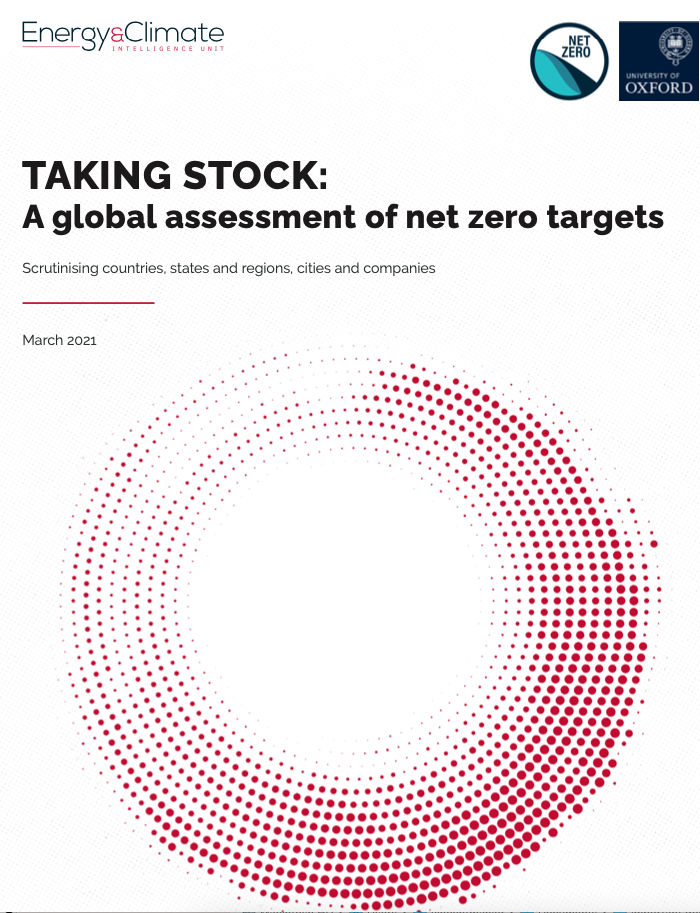 Energy&Climate
INTELLIGENCE UNIT
NET
ZERO
UNIVERSITY OF
OXFORD
TAKING STOCK:
A global assessment of net zero targets
Scrutinising countries, states and regions, cities and companies
March 2021